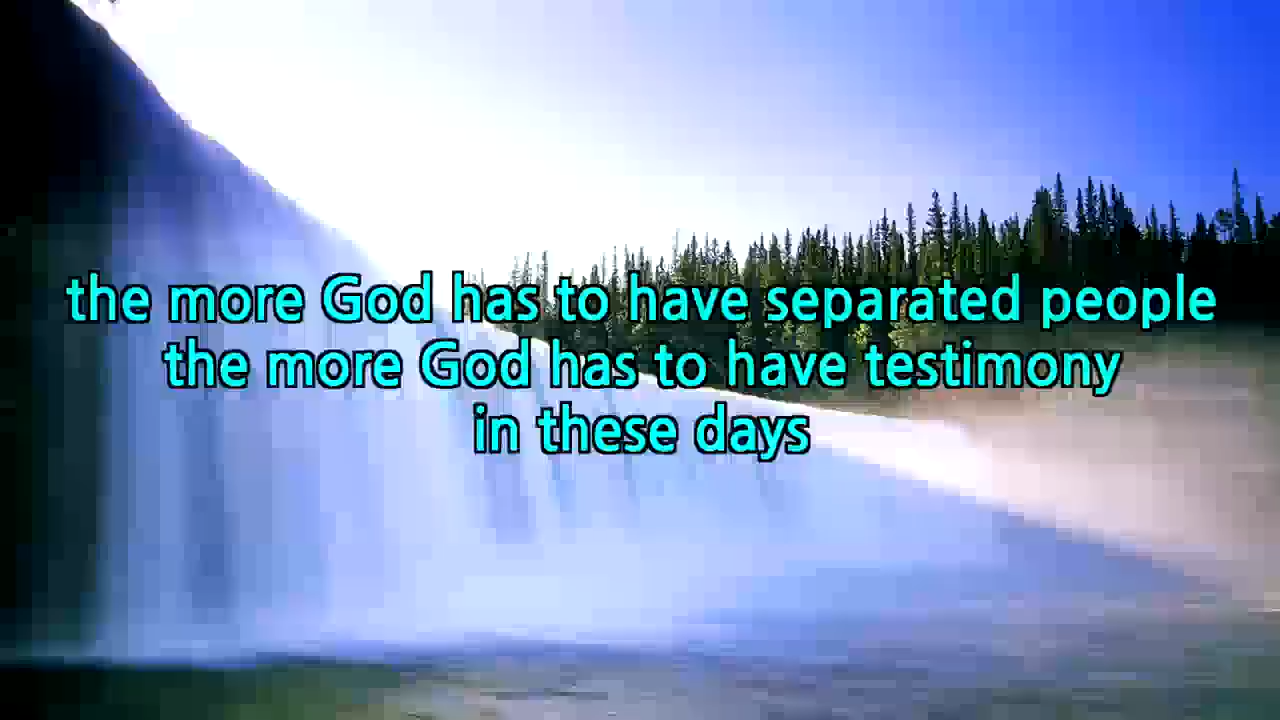 the more God has to have separated people
the more God has to have testimony
in these days